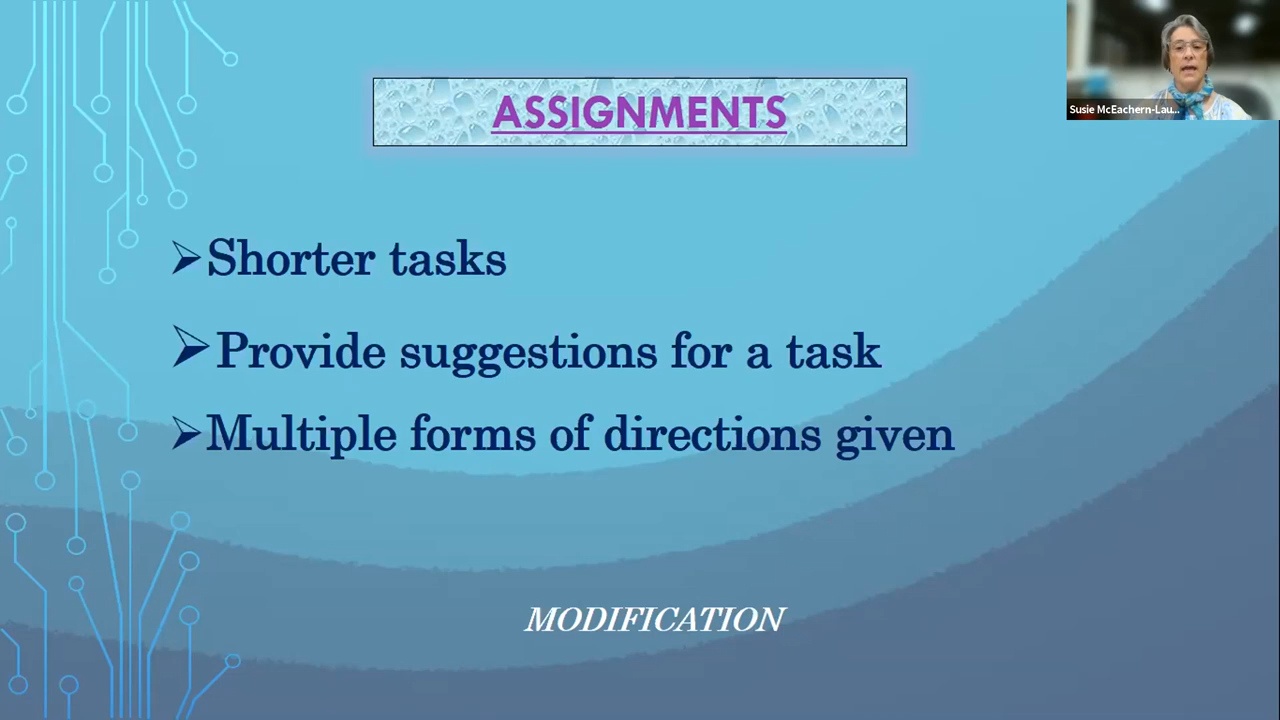 ASSIGNMENTS
Susie McEachern-Lau...
Shorter tasks
Provide suggestions for a task
Multiple forms of directions given
MODIFICATION